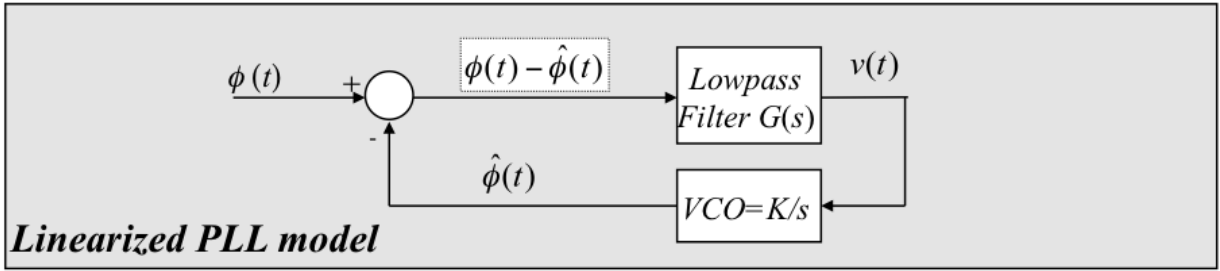 ϕ(t) − ϕ̂(t)
ϕ (t)
+
Lowpass
Filter G(s)
v(t)
-
ϕ̂(t)
VCO=K/s
Linearized PLL model